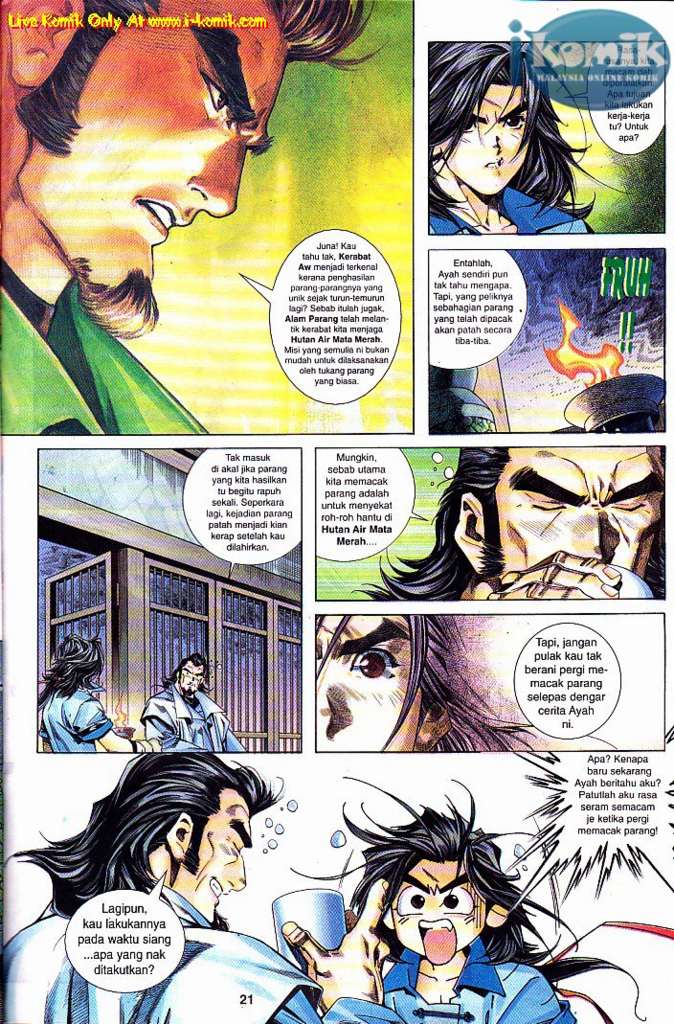 Live Komik Only At www.i-komik.com
ikomik
MALAYSIA ONLINE KOMIK
Juna! Kau
tahu tak, Kerabat
Aw menjadi terkenal
kerana penghasilan
parang-parangnya yang
unik sejak turun-temurun
lagi? Sebab itulah jugak,
Alam Parang telah melan-
tik kerabat kita menjaga
Hutan Air Mata Merah.
Misi yang semulia ni bukan
mudah untuk dilaksanakan
oleh tukang parang
yang biasa.
kita
macam dah
Apa tujuan
kita lakukan
kerja-kerja
tu? Untuk
apa?
Entahlah,
Ayah sendiri pun
tak tahu mengapa.
Tapi, yang peliknya
sebahagian parang
yang telah dipacak
akan patah secara
tiba-tiba.
FRUH
!!
Tak masuk
di akal jika parang
yang kita hasilkan
tu begitu rapuh
sekali. Seperkara
lagi, kejadian parang
patah menjadi kian
kerap setelah kau
dilahirkan.
Mungkin,
sebab utama
kita memacak
parang adalah
untuk menyekat
roh-roh hantu di
Hutan Air Mata
Merah....
Tapi, jangan
pulak kau tak
berani pergi me-
macak parang
selepas dengar
cerita Ayah
ni.
Apa? Kenapa
baru sekarang
Ayah beritahu aku?
Patutlah aku rasa
seram semacam
je ketika pergi
memacak parang!
Lagipun,
kau lakukannya
pada waktu siang
...apa yang nak
ditakutkan?
21